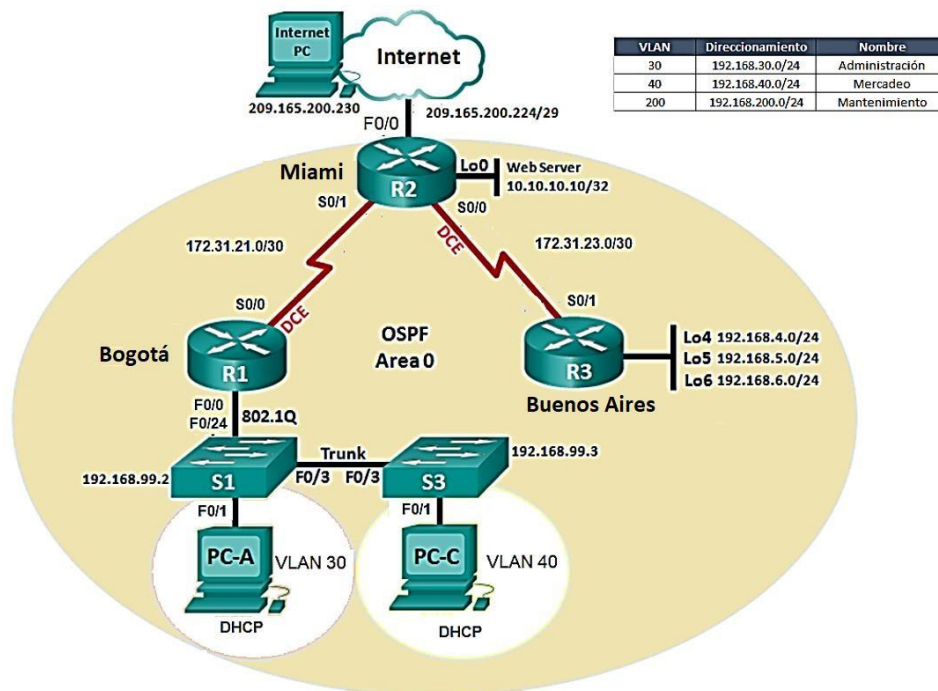 Internet
PC
Internet
209.165.200.230
209.165.200.224/29
F0/0
VLAN Direccionamiento Nombre
30 192.168.30.0/24 Administración
40 192.168.40.0/24 Mercadeo
200 192.168.200.0/24 Mantenimiento
Miami
R2
Lo0
Web Server
10.10.10.10/32
S0/1
S0/0
DCE
172.31.21.0/30
172.31.23.0/30
S0/0
DCE
S0/1
Bogotá
R1
OSPF
Area 0
R3
Buenos Aires
Lo4 192.168.4.0/24
Lo5 192.168.5.0/24
Lo6 192.168.6.0/24
F0/0
F0/24
802.1Q
Trunk
F0/3 F0/3
192.168.99.2
S1
S3
192.168.99.3
F0/1
F0/1
PC-A
VLAN 30
PC-C
VLAN 40
DHCP
DHCP